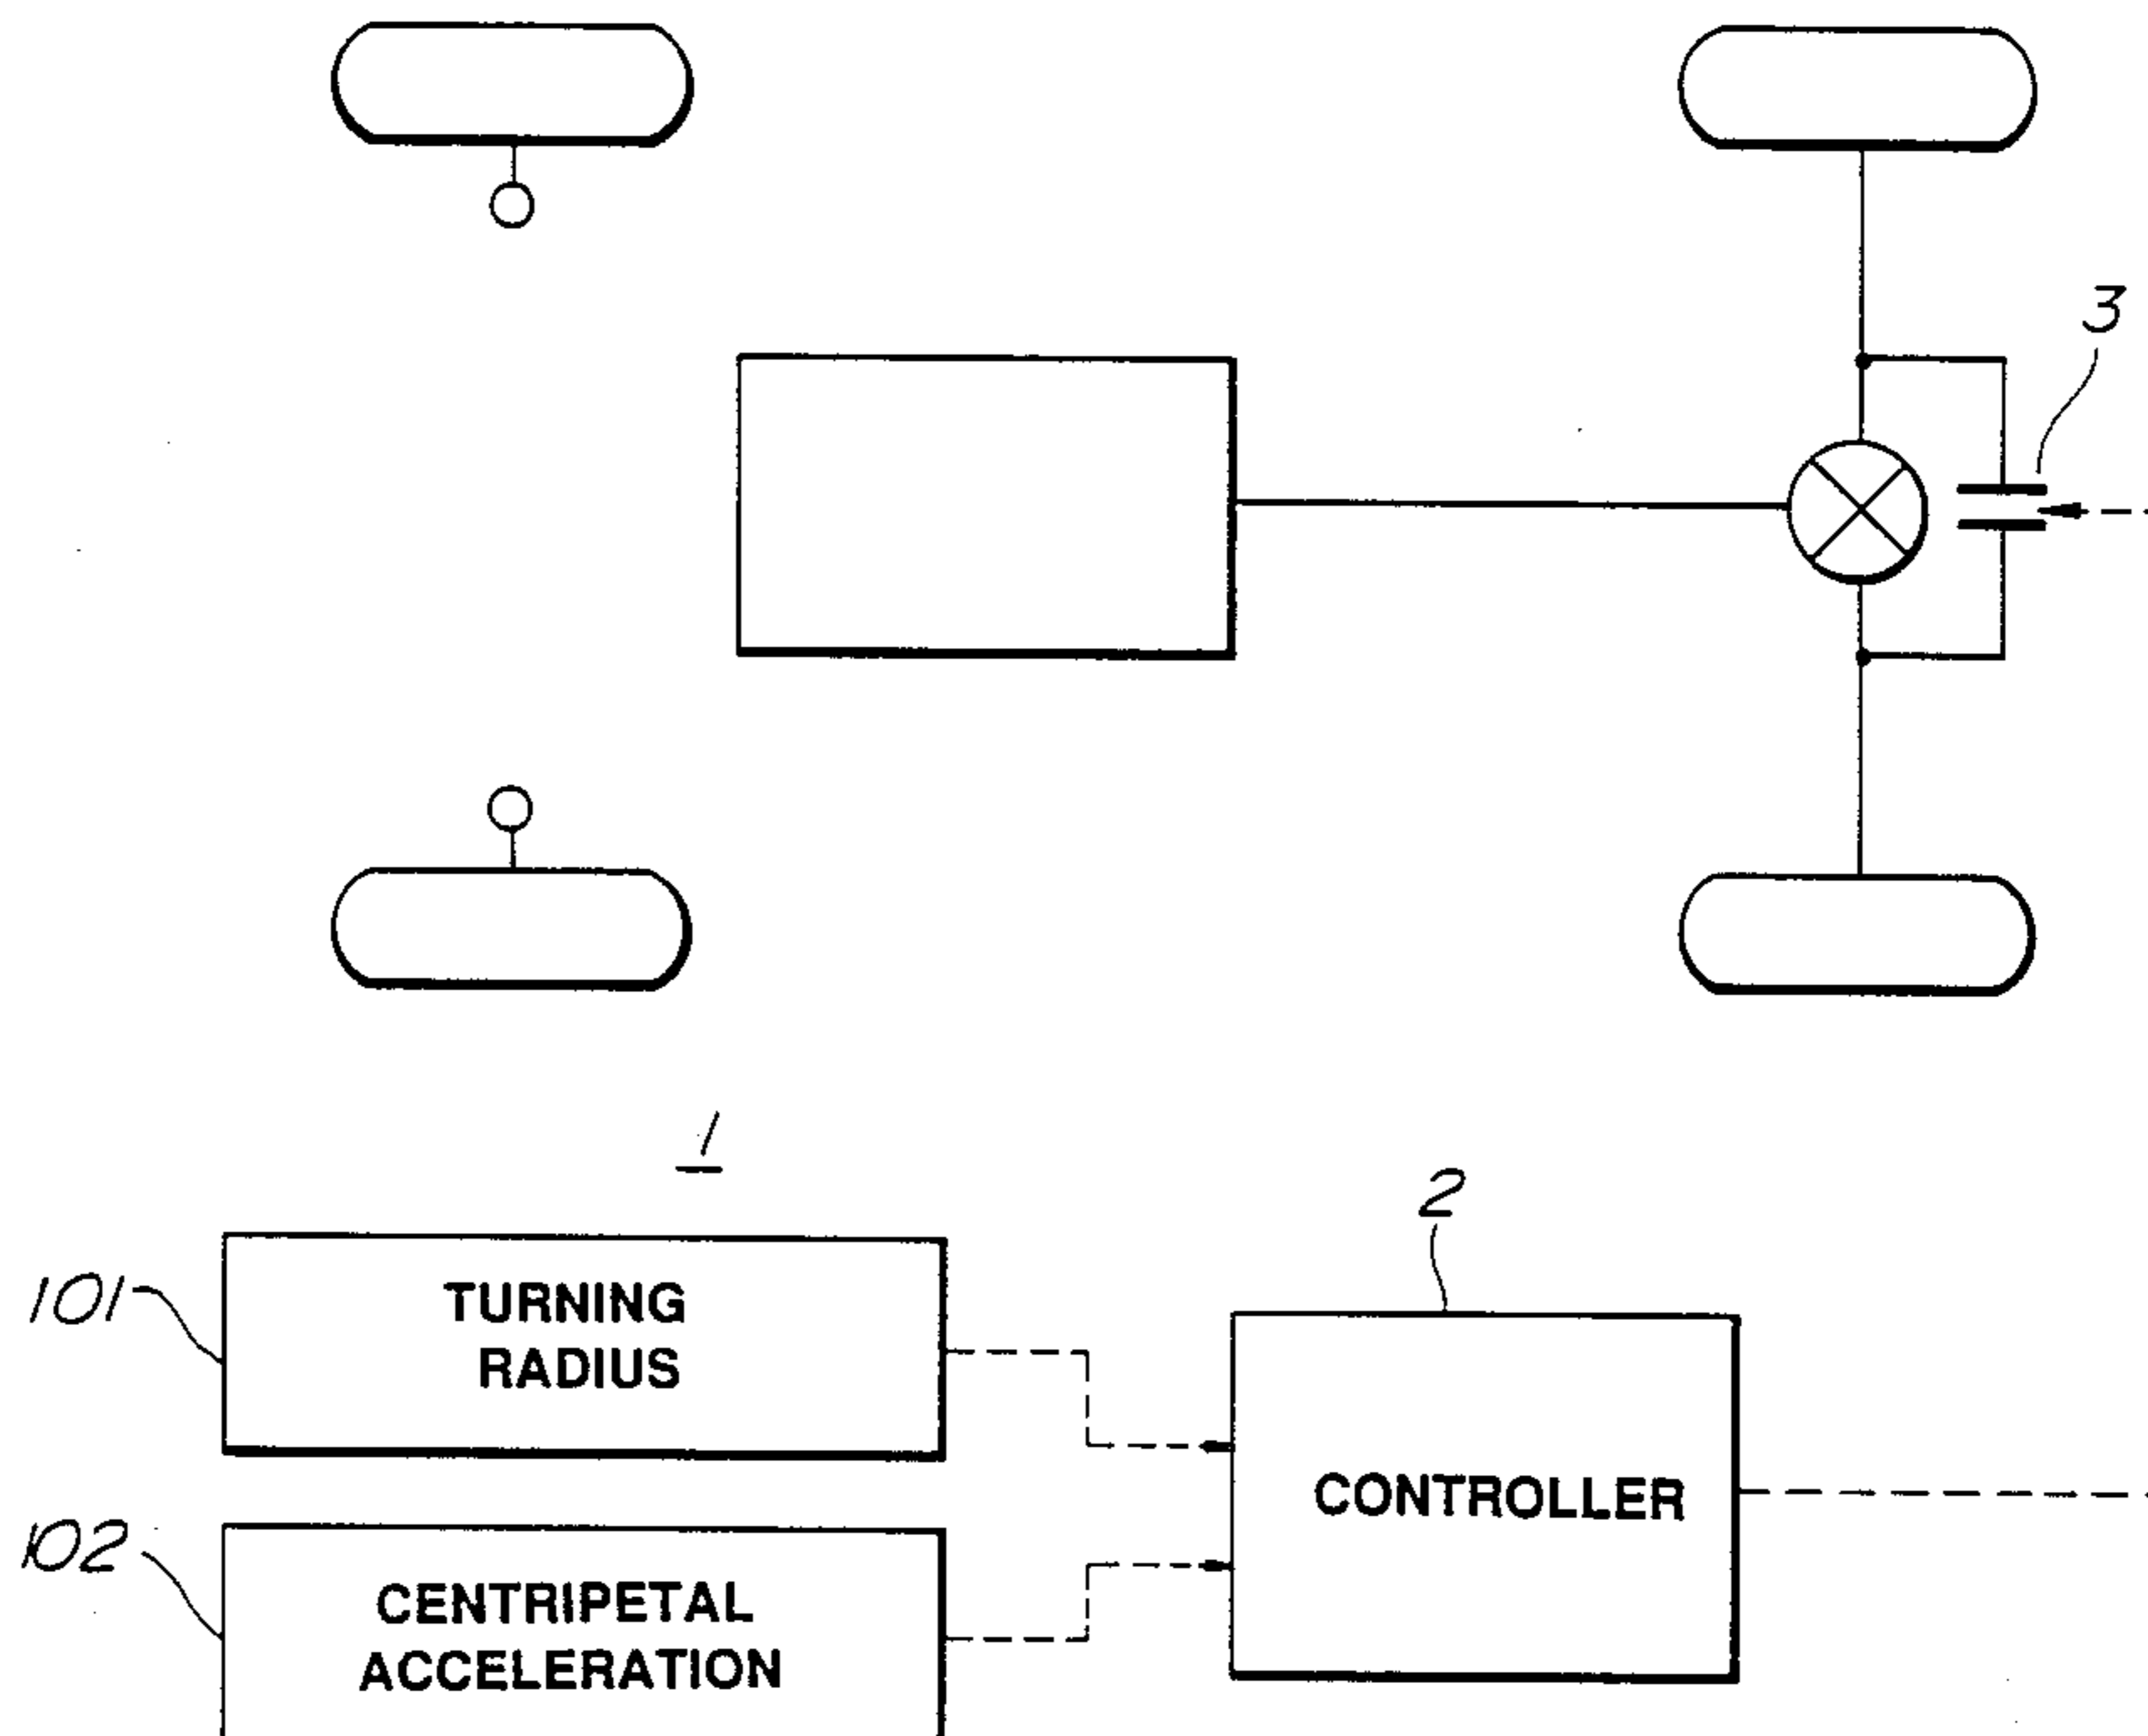 3
1
2
101
TURNING
RADIUS
CONTROLLER
102
CENTRIPETAL
ACCELERATION